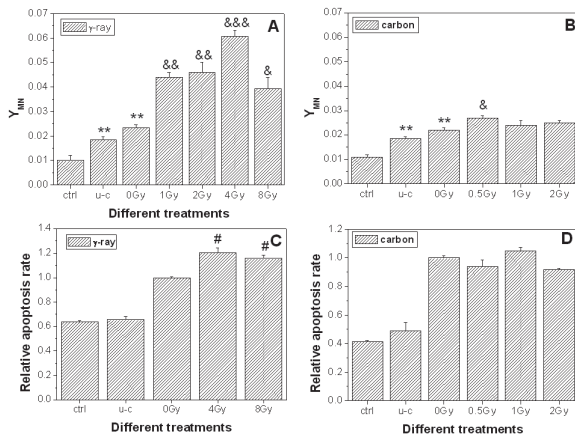 A
γ-ray
&&&
&&
&&
&
**
**
Y_MN
0.07
0.06
0.05
0.04
0.03
0.02
0.01
0.00
ctrl u-c 0Gy 1Gy 2Gy 4Gy 8Gy
Different treatments
B
carbon
&
**
**
Y_MN
0.07
0.06
0.05
0.04
0.03
0.02
0.01
0.00
ctrl u-c 0Gy 0.5Gy 1Gy 2Gy
Different treatments
C
γ-ray
#
#
Relative apoptosis rate
1.4
1.2
1.0
0.8
0.6
0.4
0.2
0.0
ctrl u-c 0Gy 4Gy 8Gy
Different treatments
D
carbon
Relative apoptosis rate
1.2
1.0
0.8
0.6
0.4
0.2
0.0
ctrl u-c 0Gy 0.5Gy 1Gy 2Gy
Different treatments